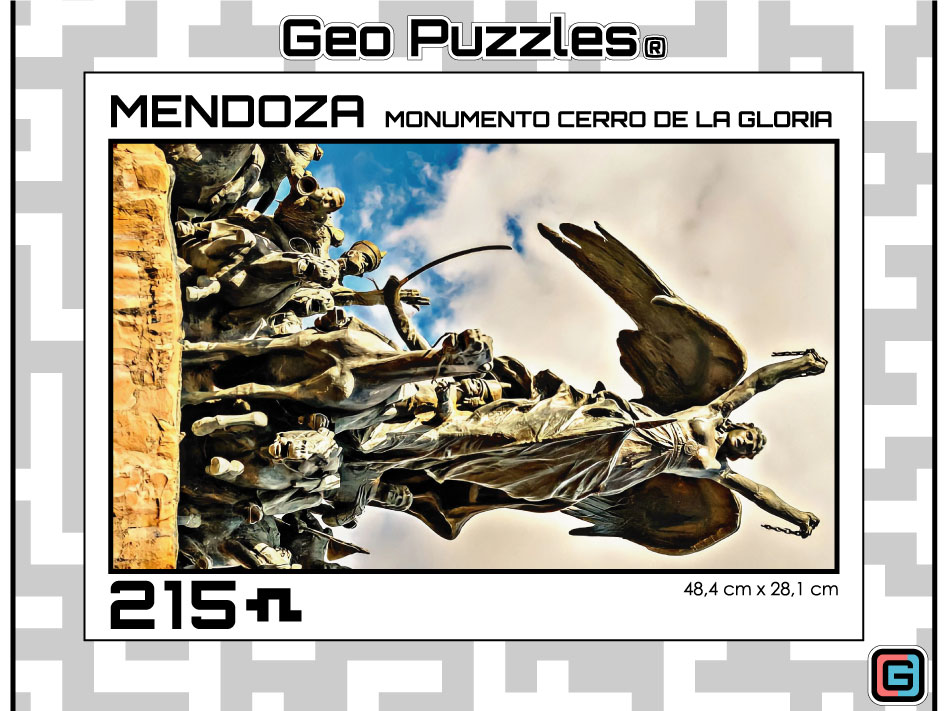 Geo Puzzles®
MENDOZA MONUMENTO CERRO DE LA GLORIA
215
48,4 cm x 28,1 cm
G